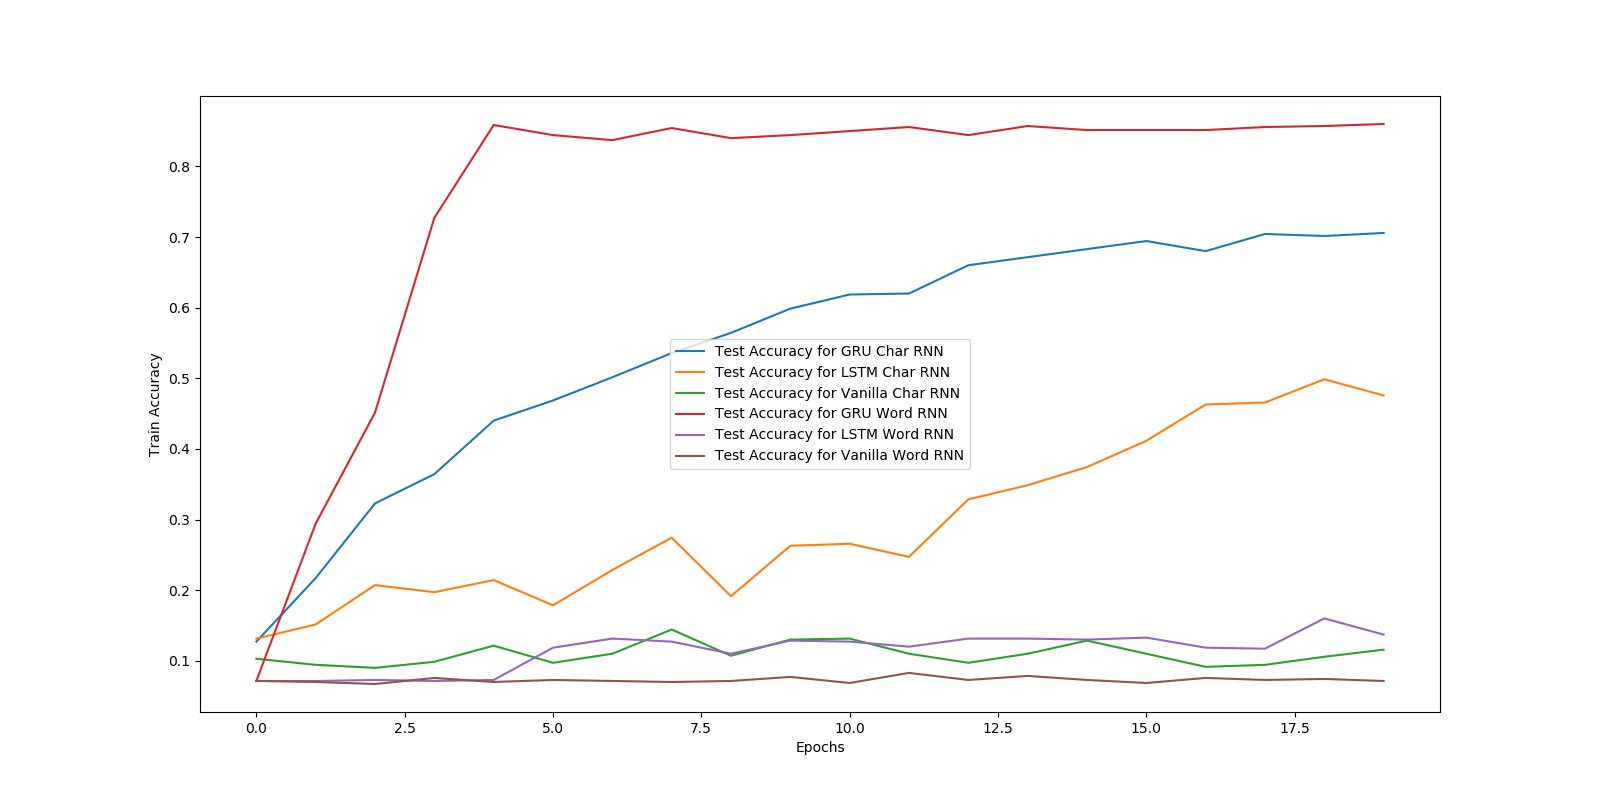 0.8
0.7
0.6
0.5
0.4
0.3
0.2
0.1
Train Accuracy
Test Accuracy for GRU Char RNN
Test Accuracy for LSTM Char RNN
Test Accuracy for Vanilla Char RNN
Test Accuracy for GRU Word RNN
Test Accuracy for LSTM Word RNN
Test Accuracy for Vanilla Word RNN
0.0 2.5 5.0 7.5 10.0 12.5 15.0 17.5
Epochs